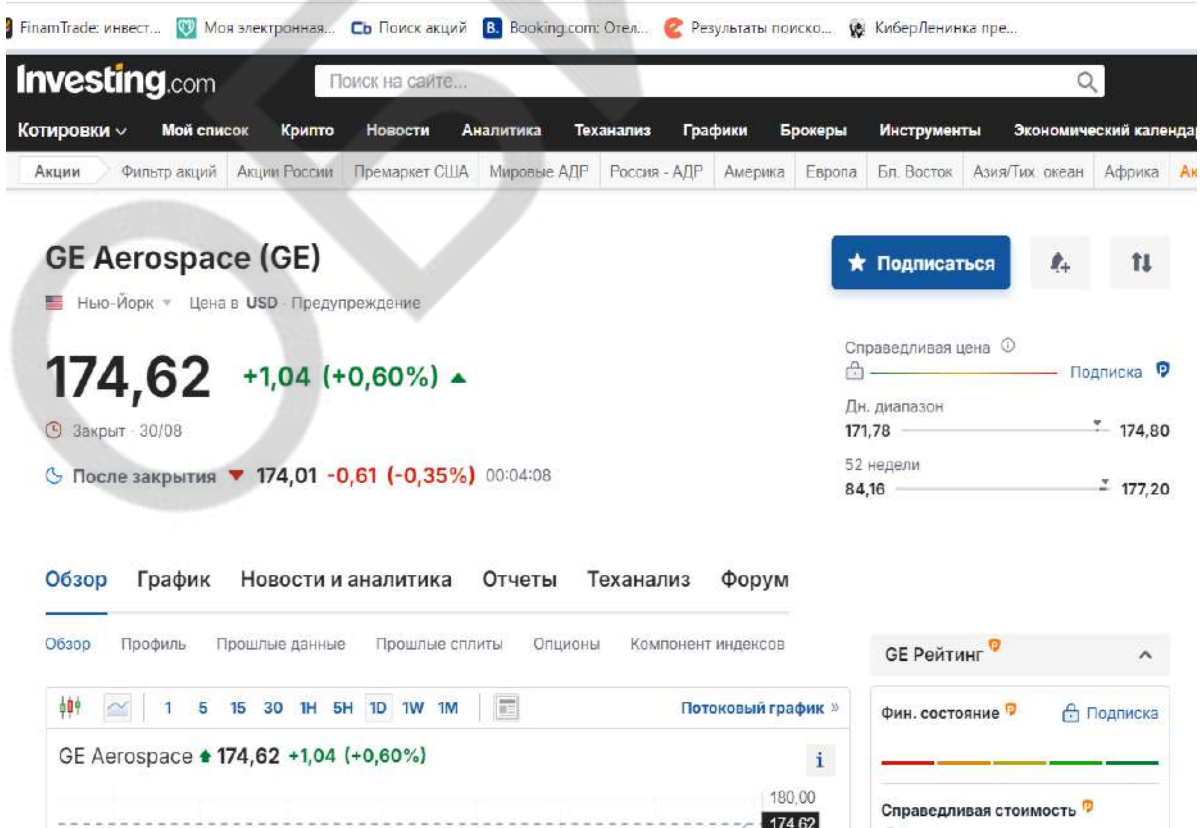 FinamTrade: инвест... Моя электронная... Сb Поиск акций B. Booking.com: Отел... Результаты поиско... КиберЛенинка пре...
Investing.com Поиск на сайте...
Котировки Мой список Крипто Новости Аналитика Теханализ Графики Брокеры Инструменты Экономический календа
Акции Фильтр акций Акции России Премаркет США Мировые АДР Россия - АДР Америка Европа Бл. Восток Азия/Тих. океан Африка Ак
GE Aerospace (GE)
Подписаться
Нью-Йорк Цена в USD · Предупреждение
Справедливая цена
174,62 +1,04 (+0,60%)
Подписка
Дн. диапазон
Закрыт · 30/08
171,78 174,80
52 недели
После закрытия 174,01 -0,61 (-0,35%) 00:04:08
84,16 177,20
Обзор График Новости и аналитика Отчеты Теханализ Форум
Обзор Профиль Прошлые данные Прошлые сплиты Опционы Компонент индексов
GE Рейтинг
1 5 15 30 1H 5H 1D 1W 1M Потоковый график »
Фин. состояние Подписка
GE Aerospace 174,62 +1,04 (+0,60%) i
180,00
Справедливая стоимость
174,62